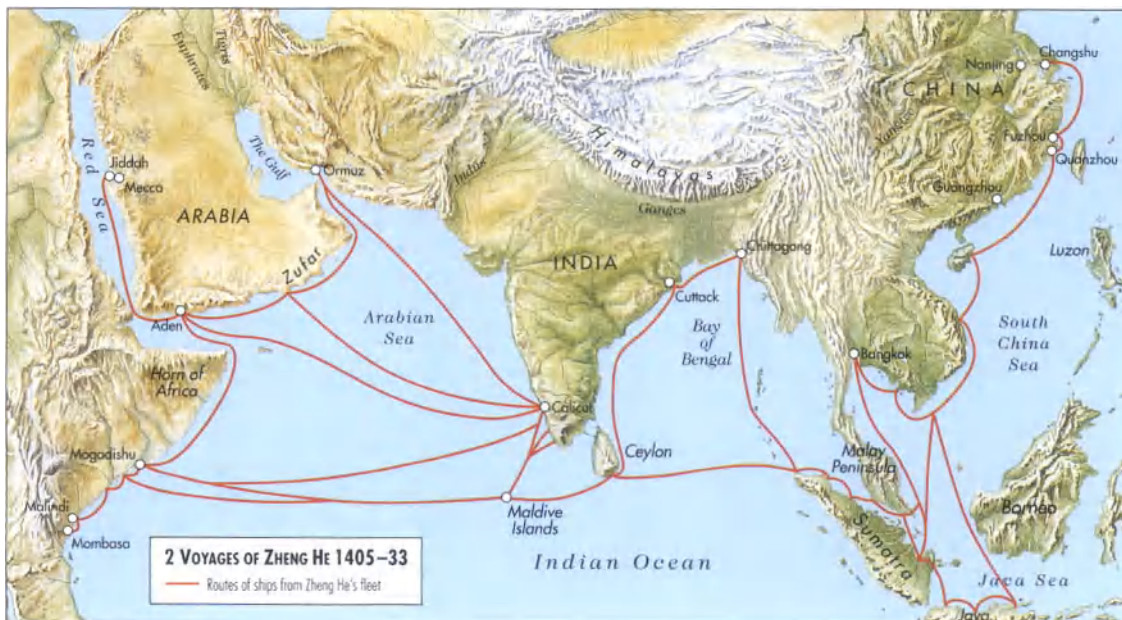 Euphrates
Tigris
Nanjing
Changshu
CHINA
Yangtze
Fuzhou
Quanzhou
Guangzhou
Himalayas
Indus
Ganges
The Gulf
Ormuz
Red Sea
Jiddah
Mecca
ARABIA
Zufar
Aden
INDIA
Chittagong
Cuttack
Luzon
Arabian
Sea
Bay
of
Bengal
Bangkok
South
China
Sea
Horn of
Africa
Calicut
Mogadishu
Ceylon
Malay
Peninsula
Malindi
Mombasa
Maldive
Islands
Borneo
Sumatra
2 VOYAGES OF ZHENG HE 1405–33
Routes of ships from Zheng He's fleet
Indian Ocean
Java Sea
Java